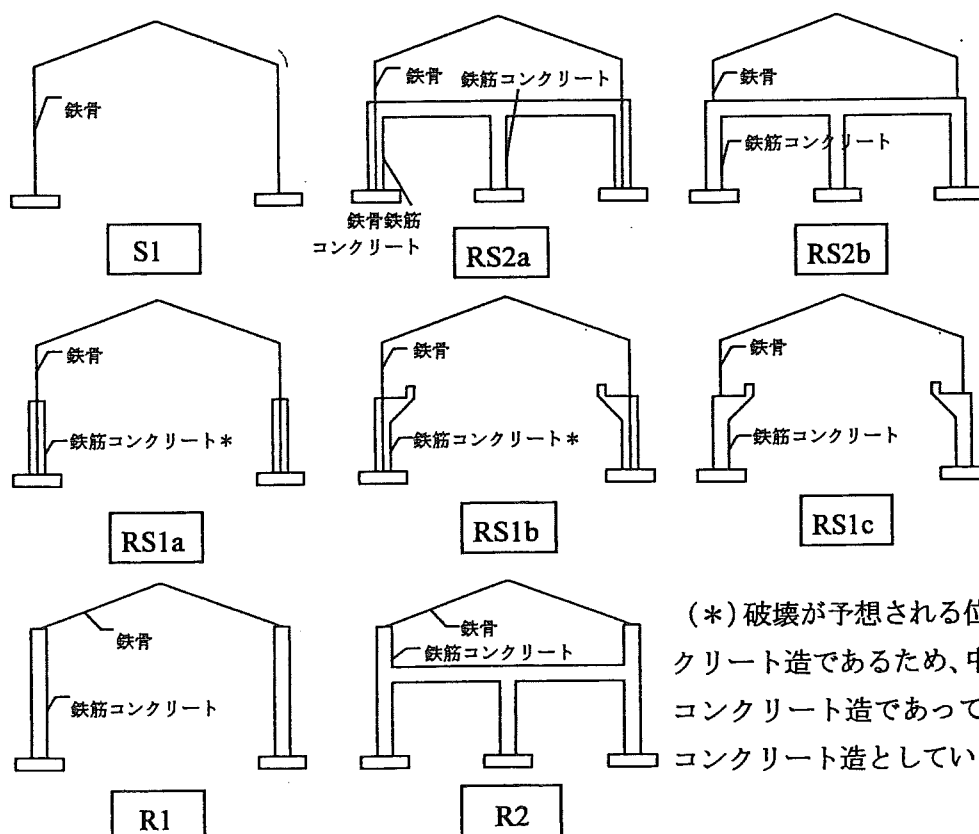 鉄骨
S1
鉄骨
鉄筋コンクリート
鉄骨鉄筋
コンクリート
RS2a
鉄骨
鉄筋コンクリート
RS2b
鉄骨
鉄筋コンクリート*
RS1a
鉄骨
鉄筋コンクリート*
RS1b
鉄骨
鉄筋コンクリート
RS1c
鉄骨
鉄筋コンクリート
R1
鉄骨
鉄筋コンクリート
R2
(*)破壊が予想される位
クリート造であるため、中
コンクリート造であって
コンクリート造としてい